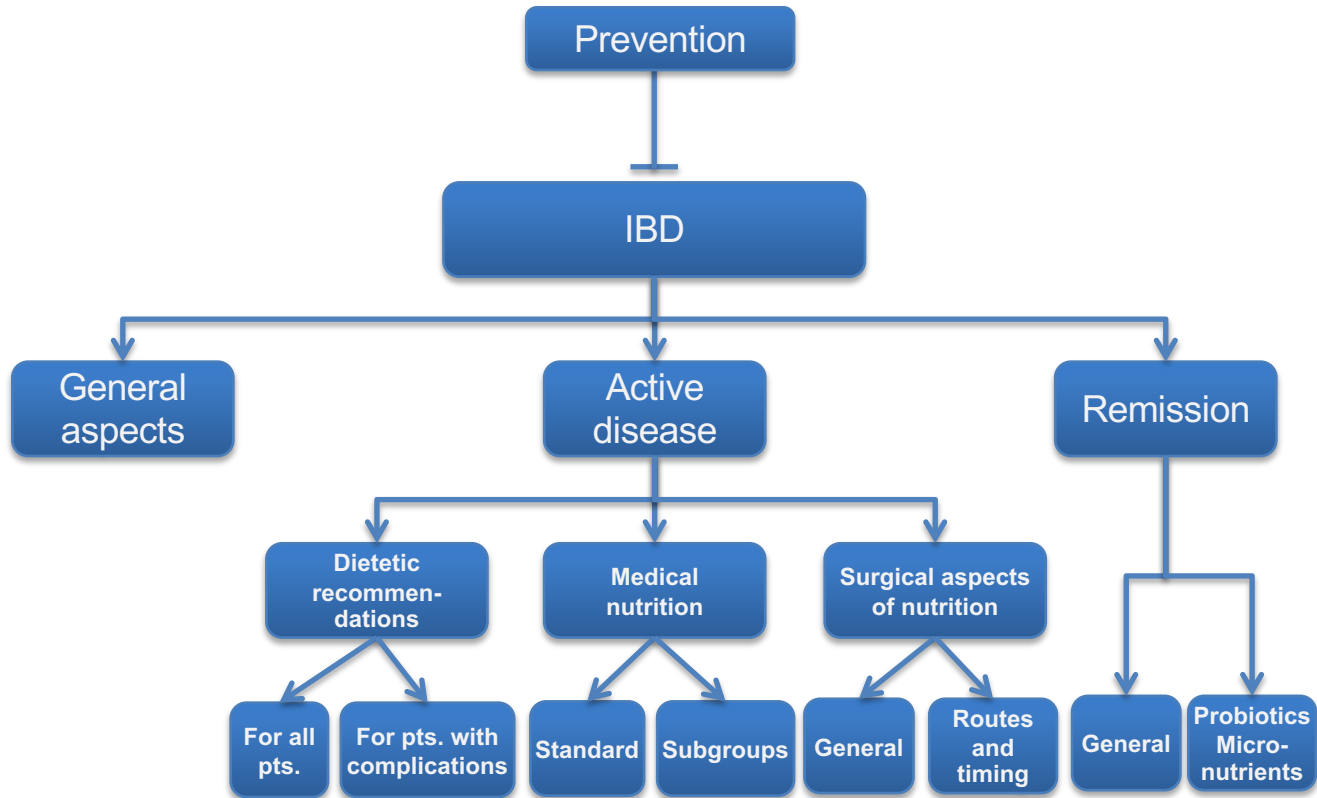 Prevention
IBD
General
aspects
Active
disease
Remission
Dietetic
recommen-
dations
Medical
nutrition
Surgical aspects
of nutrition
For all
pts.
For pts. with
complications
Standard
Subgroups
General
Routes
and
timing
General
Probiotics
Micro-
nutrients